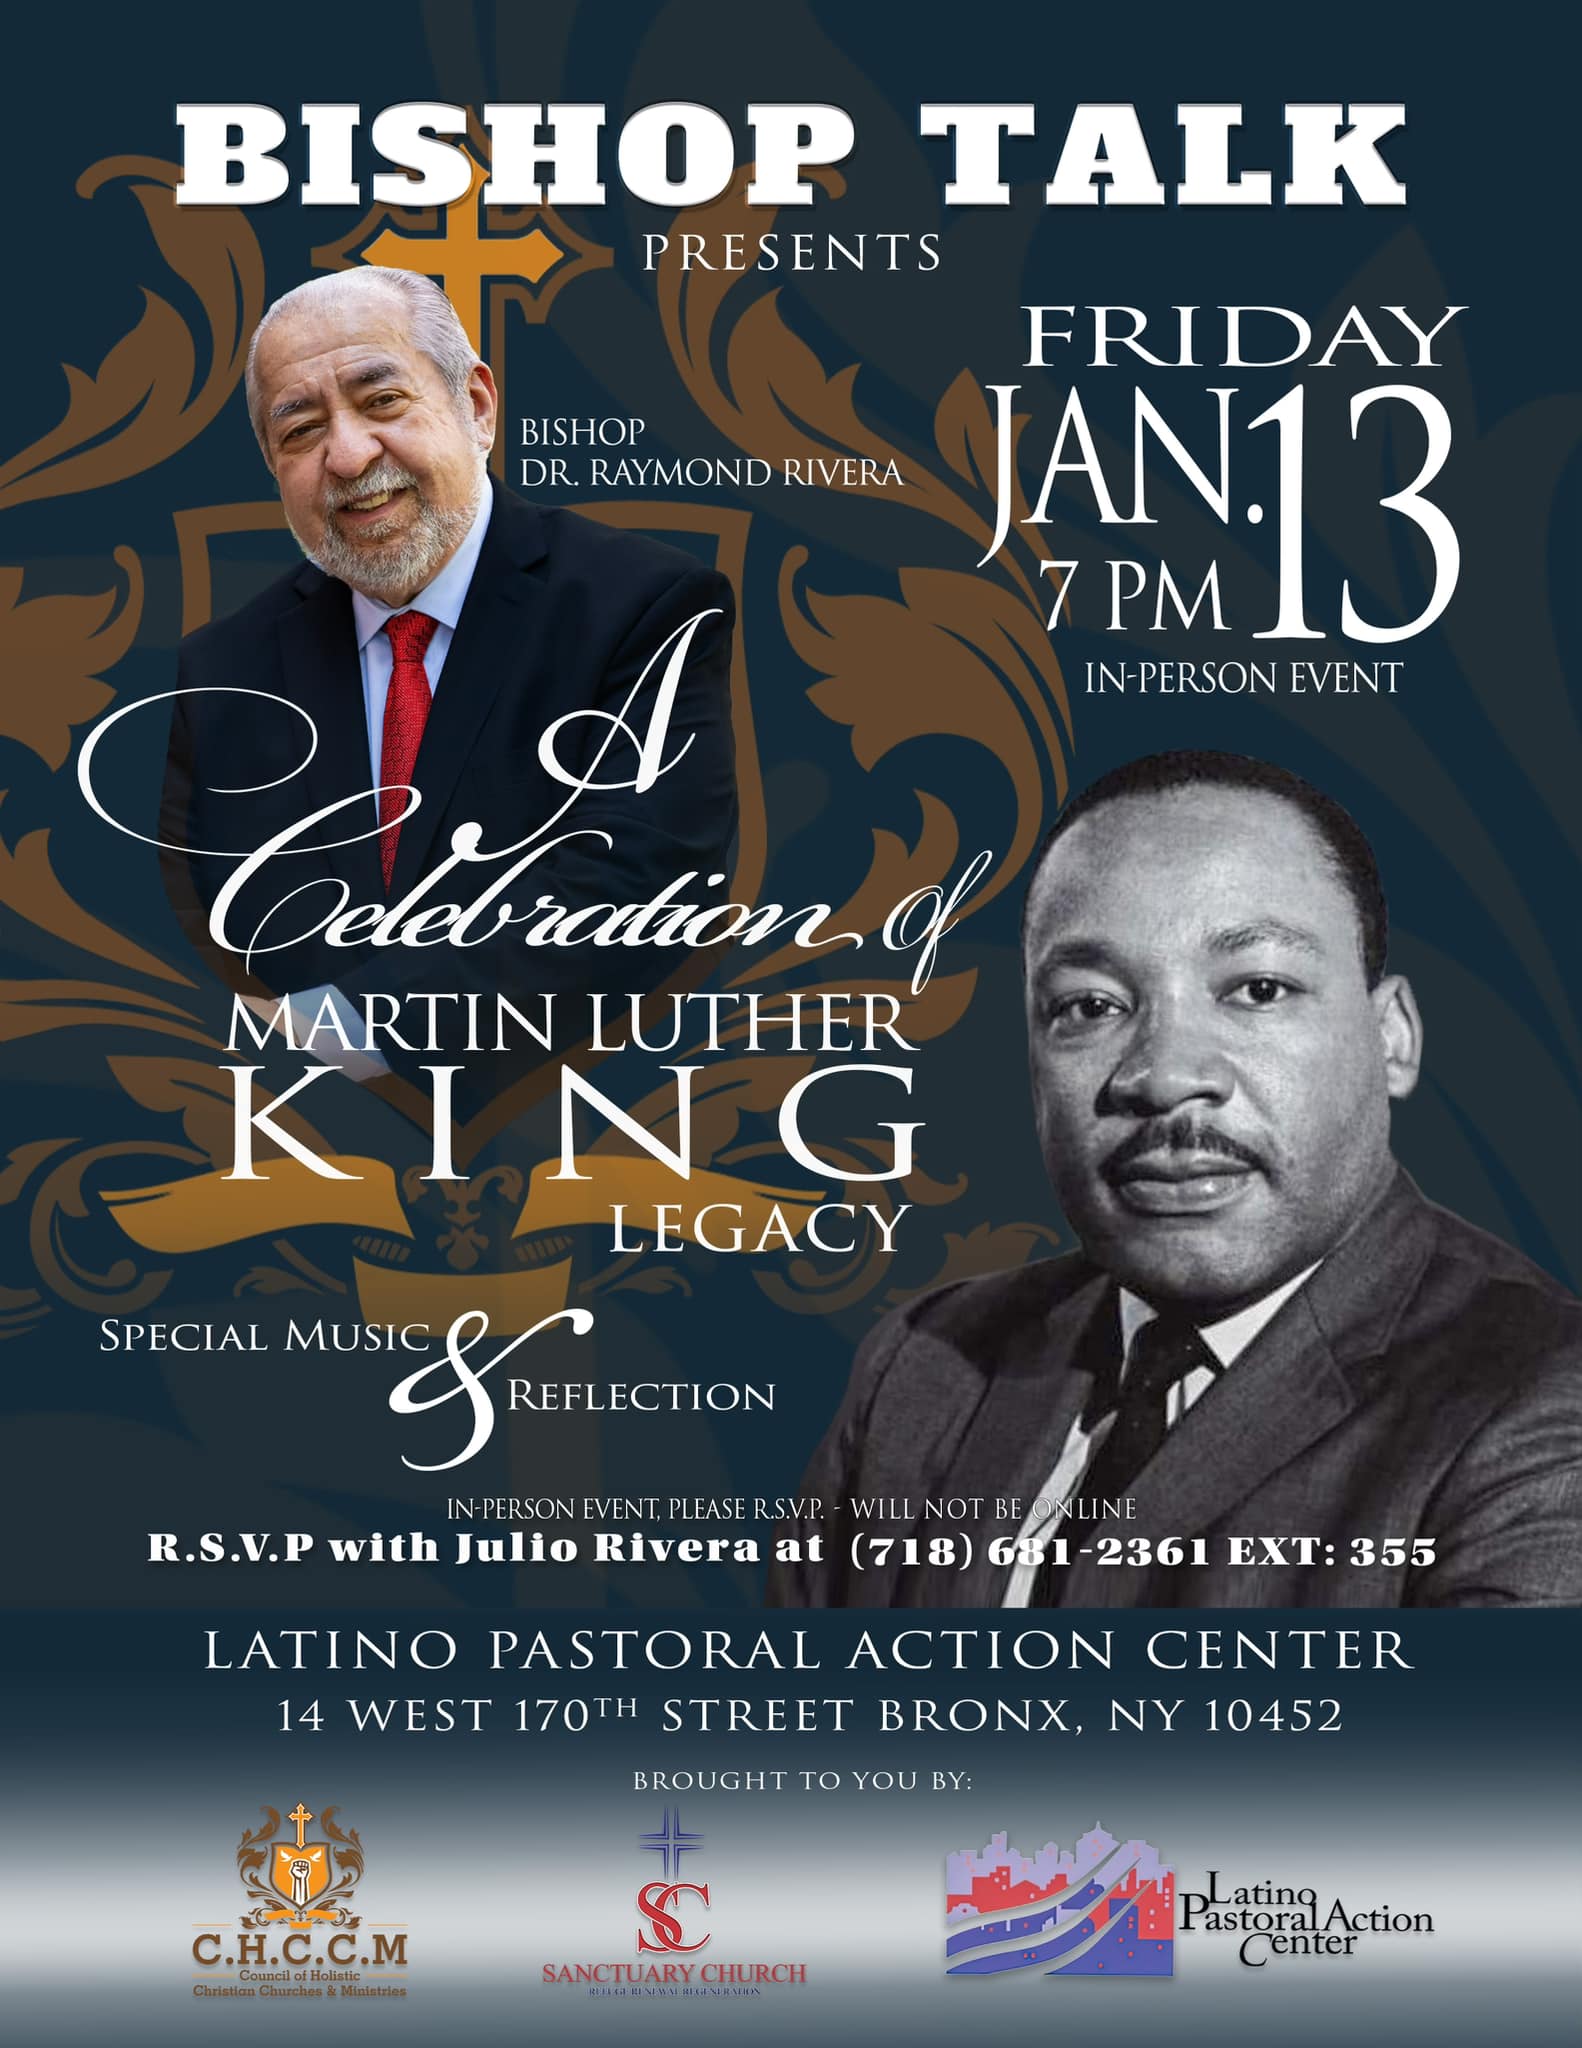 BISHOP TALK
PRESENTS
FRIDAY
JAN. 13
7 PM
IN-PERSON EVENT
BISHOP
DR. RAYMOND RIVERA
A
Celebration of
MARTIN LUTHER
KING
LEGACY
SPECIAL MUSIC
&
REFLECTION
IN-PERSON EVENT, PLEASE R.S.V.P. - WILL NOT BE ONLINE
R.S.V.P with Julio Rivera at (718) 681-2361 EXT: 355
LATINO PASTORAL ACTION CENTER
14 WEST 170TH STREET BRONX, NY 10452
BROUGHT TO YOU BY:
C.H.C.C.M
Council of Holistic
Christian Churches & Ministries
SC
SANCTUARY CHURCH
REFUGE RENEWAL REGENERATION
Latino
Pastoral Action
Center